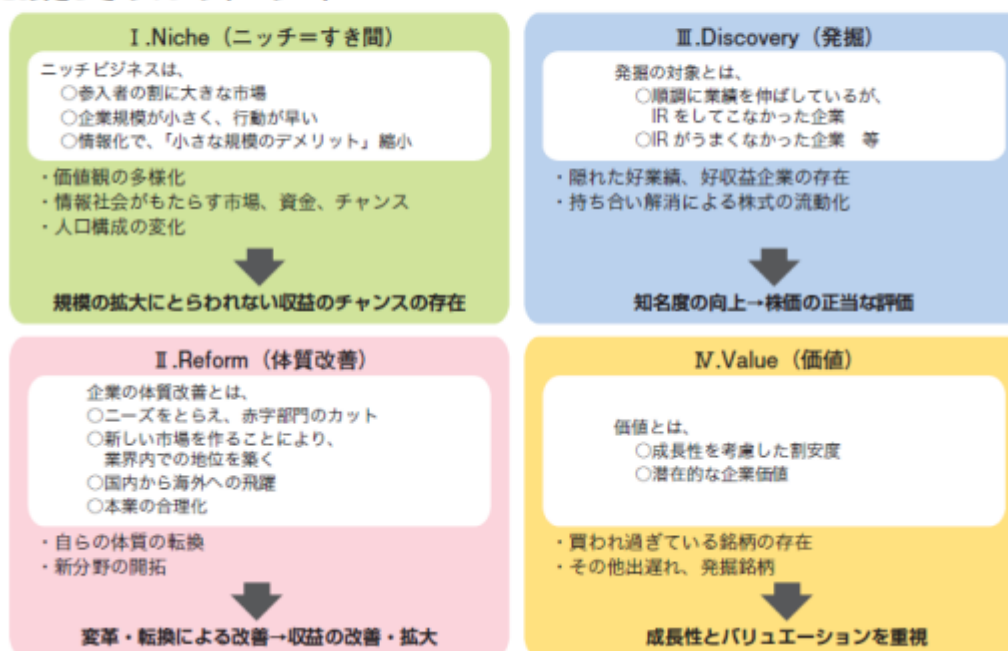 Ⅰ.Niche（ニッチ＝すき間）
ニッチビジネスは、
○参入者の割に大きな市場
○企業規模が小さく、行動が早い
○情報化で、「小さな規模のデメリット」縮小
・価値観の多様化
・情報社会がもたらす市場、資金、チャンス
・人口構成の変化
規模の拡大にとらわれない収益のチャンスの存在
Ⅱ.Reform（体質改善）
企業の体質改善とは、
○ニーズをとらえ、赤字部門のカット
○新しい市場を作ることにより、
業界内での地位を築く
○国内から海外への飛躍
○本業の合理化
・自らの体質の転換
・新分野の開拓
変革・転換による改善→収益の改善・拡大
Ⅲ.Discovery（発掘）
発掘の対象とは、
○順調に業績を伸ばしているが、
IRをしてこなかった企業
○IRがうまくなかった企業　等
・隠れた好業績、好収益企業の存在
・持ち合い解消による株式の流動化
知名度の向上→株価の正当な評価
Ⅳ.Value（価値）
価値とは、
○成長性を考慮した割安度
○潜在的な企業価値
・買われ過ぎている銘柄の存在
・その他出遅れ、発掘銘柄
成長性とバリュエーションを重視